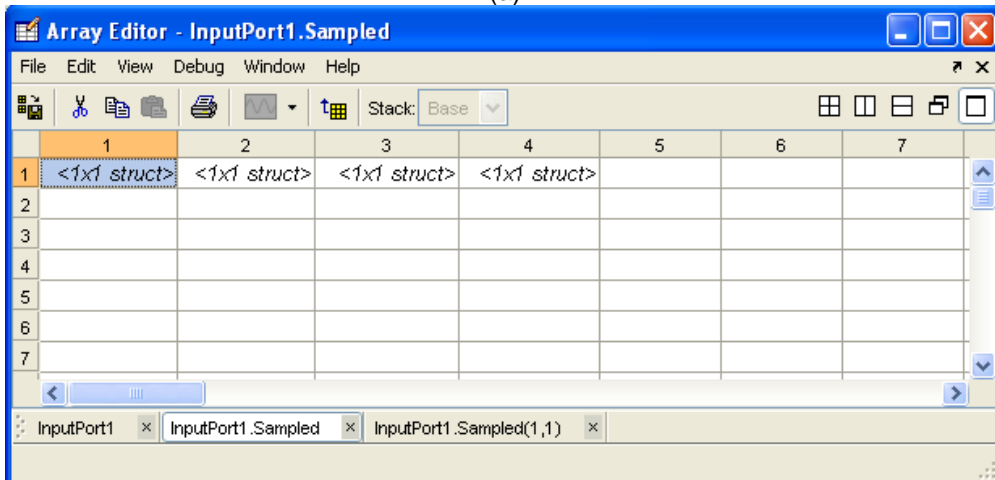 Array Editor - InputPort1.Sampled
File Edit View Debug Window Help
Stack: Base
1 2 3 4 5 6 7
1 <1x1 struct> <1x1 struct> <1x1 struct> <1x1 struct>
2
3
4
5
6
7
InputPort1 InputPort1.Sampled InputPort1.Sampled(1,1)